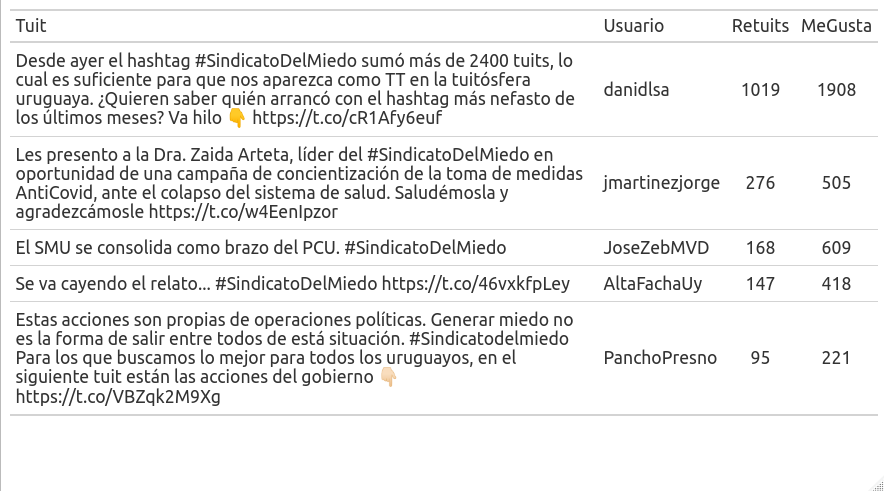 Tuit Usuario Retuits MeGusta
Desde ayer el hashtag #SindicatoDelMiedo sumó más de 2400 tuits, lo
cual es suficiente para que nos aparezca como TT en la tuitósfera
uruguaya. ¿Quieren saber quién arrancó con el hashtag más nefasto de
los últimos meses? Va hilo 👇 https://t.co/cR1Afy6euf
danidlsa 1019 1908
Les presento a la Dra. Zaida Arteta, líder del #SindicatoDelMiedo en
oportunidad de una campaña de concientización de la toma de medidas
AntiCovid, ante el colapso del sistema de salud. Saludémosla y
agradezcámosle https://t.co/w4EenIpzor
jmartinezjorge 276 505
El SMU se consolida como brazo del PCU. #SindicatoDelMiedo JoseZebMVD 168 609
Se va cayendo el relato... #SindicatoDelMiedo https://t.co/46vxkfpLey AltaFachaUy 147 418
Estas acciones son propias de operaciones políticas. Generar miedo no
es la forma de salir entre todos de está situación. #Sindicatodelmiedo
Para los que buscamos lo mejor para todos los uruguayos, en el
siguiente tuit están las acciones del gobierno 👇🏻
https://t.co/VBZqk2M9Xg
PanchoPresno 95 221